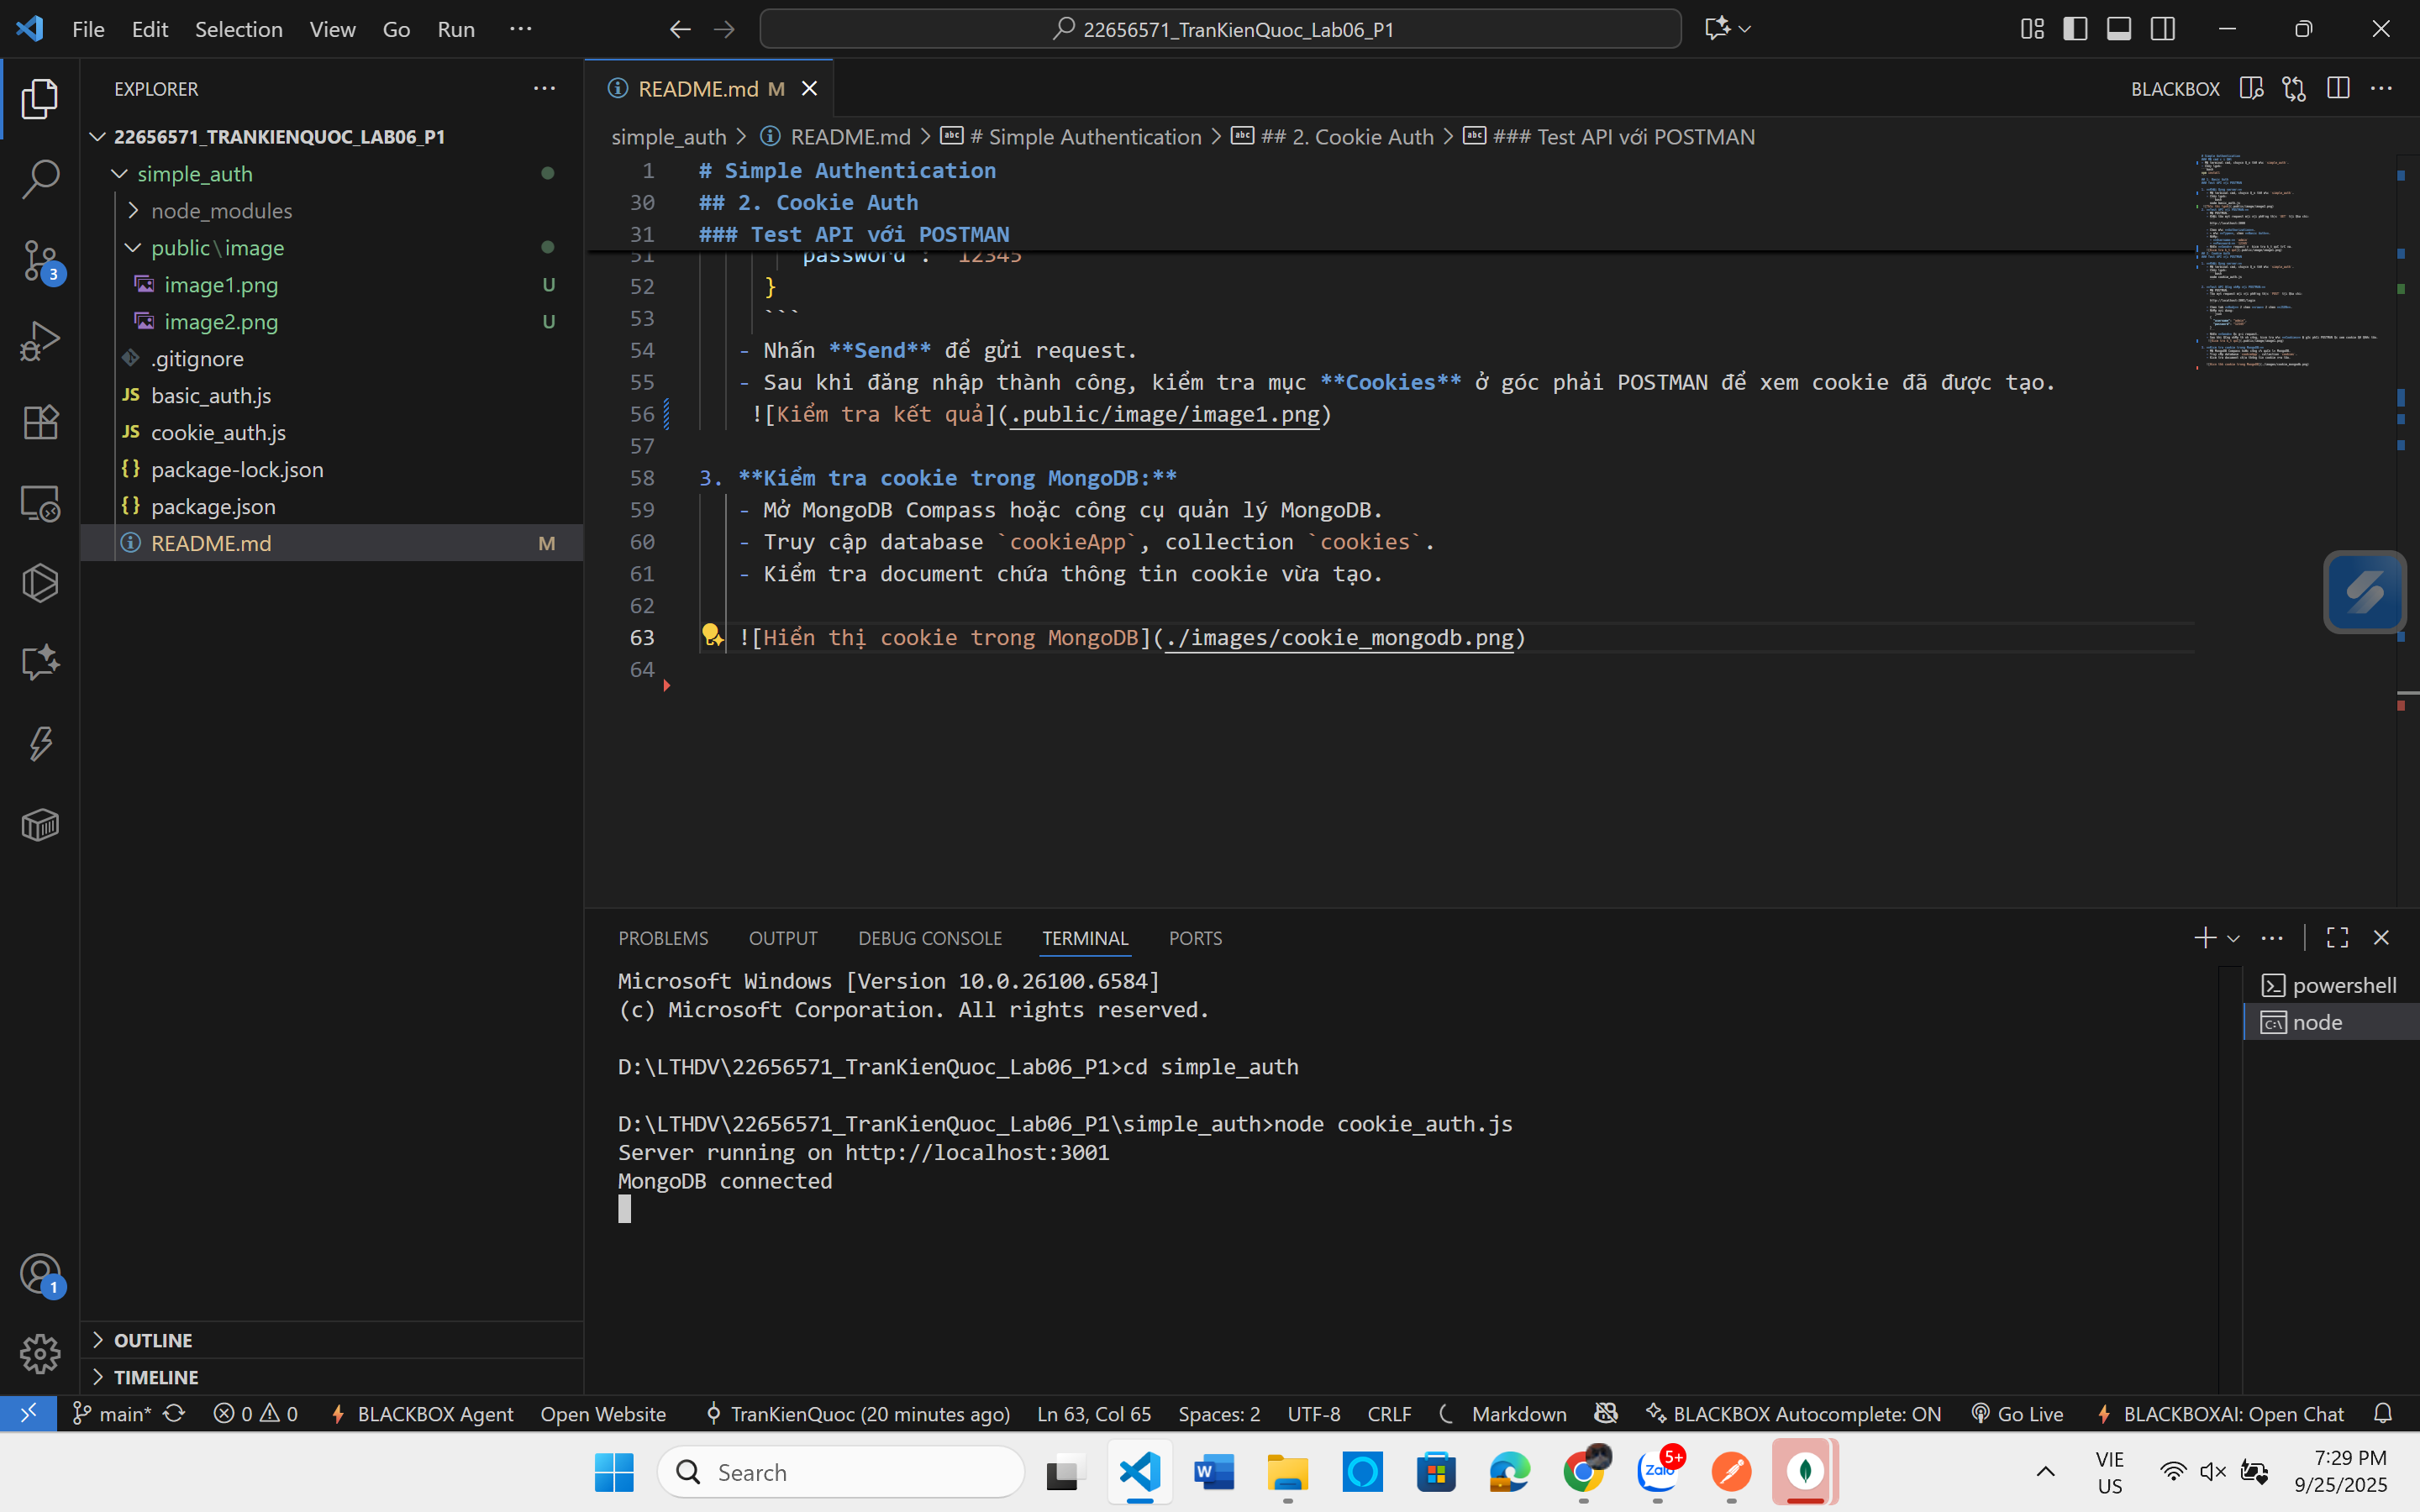 File Edit Selection View Go Run ···
22656571_TranKienQuoc_Lab06_P1
EXPLORER
22656571_TRANKIENQUOC_LAB06_P1
simple_auth
node_modules
public\image
image1.png U
image2.png U
.gitignore
JS basic_auth.js
JS cookie_auth.js
{} package-lock.json
{} package.json
README.md M
3
1
OUTLINE
TIMELINE
README.md M
BLACKBOX
simple_auth > README.md > # Simple Authentication > ## 2. Cookie Auth > ### Test API với POSTMAN
1 # Simple Authentication
30 ## 2. Cookie Auth
31 ### Test API với POSTMAN
51 password : 12345
52 }
53 ```
54 - Nhấn **Send** để gửi request.
55 - Sau khi đăng nhập thành công, kiểm tra mục **Cookies** ở góc phải POSTMAN để xem cookie đã được tạo.
56 ![Kiểm tra kết quả](.public/image/image1.png)
57
58 3. **Kiểm tra cookie trong MongoDB:**
59 - Mở MongoDB Compass hoặc công cụ quản lý MongoDB.
60 - Truy cập database `cookieApp`, collection `cookies`.
61 - Kiểm tra document chứa thông tin cookie vừa tạo.
62
63 ![Hiển thị cookie trong MongoDB](./images/cookie_mongodb.png)
64
PROBLEMS OUTPUT DEBUG CONSOLE TERMINAL PORTS
Microsoft Windows [Version 10.0.26100.6584]
(c) Microsoft Corporation. All rights reserved.
D:\LTHDV\22656571_TranKienQuoc_Lab06_P1>cd simple_auth
D:\LTHDV\22656571_TranKienQuoc_Lab06_P1\simple_auth>node cookie_auth.js
Server running on http://localhost:3001
MongoDB connected
powershell
node
main* 0 0 BLACKBOX Agent Open Website TranKienQuoc (20 minutes ago) Ln 63, Col 65 Spaces: 2 UTF-8 CRLF Markdown BLACKBOX Autocomplete: ON Go Live BLACKBOXAI: Open Chat
Search
Zalo 5+
VIE
US
7:29 PM
9/25/2025